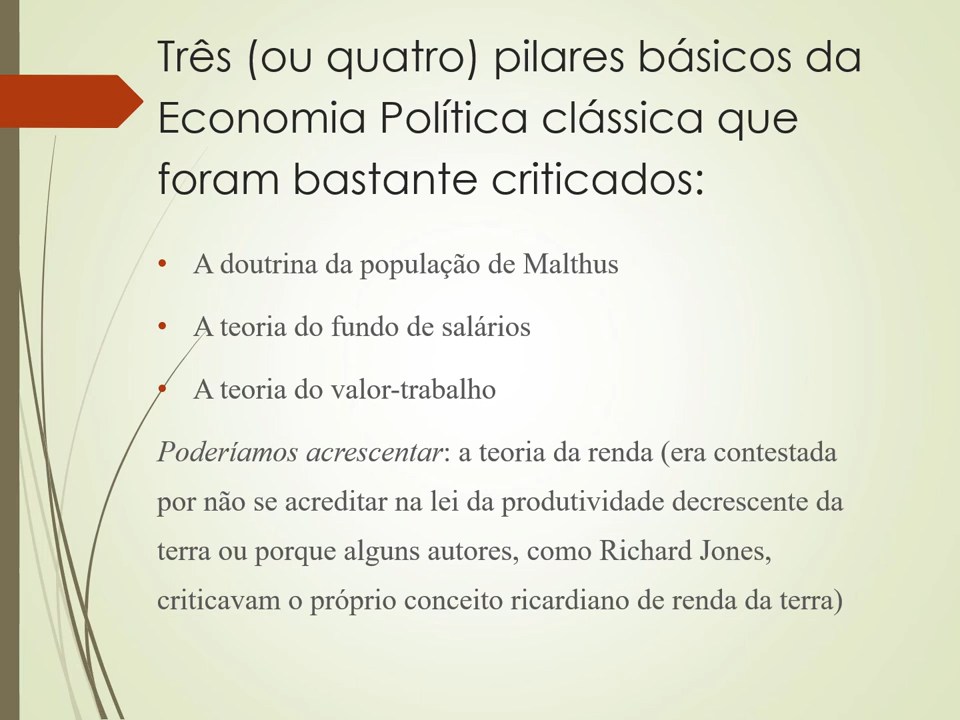 Três (ou quatro) pilares básicos da
Economia Política clássica que
foram bastante criticados:
• A doutrina da população de Malthus
• A teoria do fundo de salários
• A teoria do valor-trabalho
Poderíamos acrescentar: a teoria da renda (era contestada
por não se acreditar na lei da produtividade decrescente da
terra ou porque alguns autores, como Richard Jones,
criticavam o próprio conceito ricardiano de renda da terra)